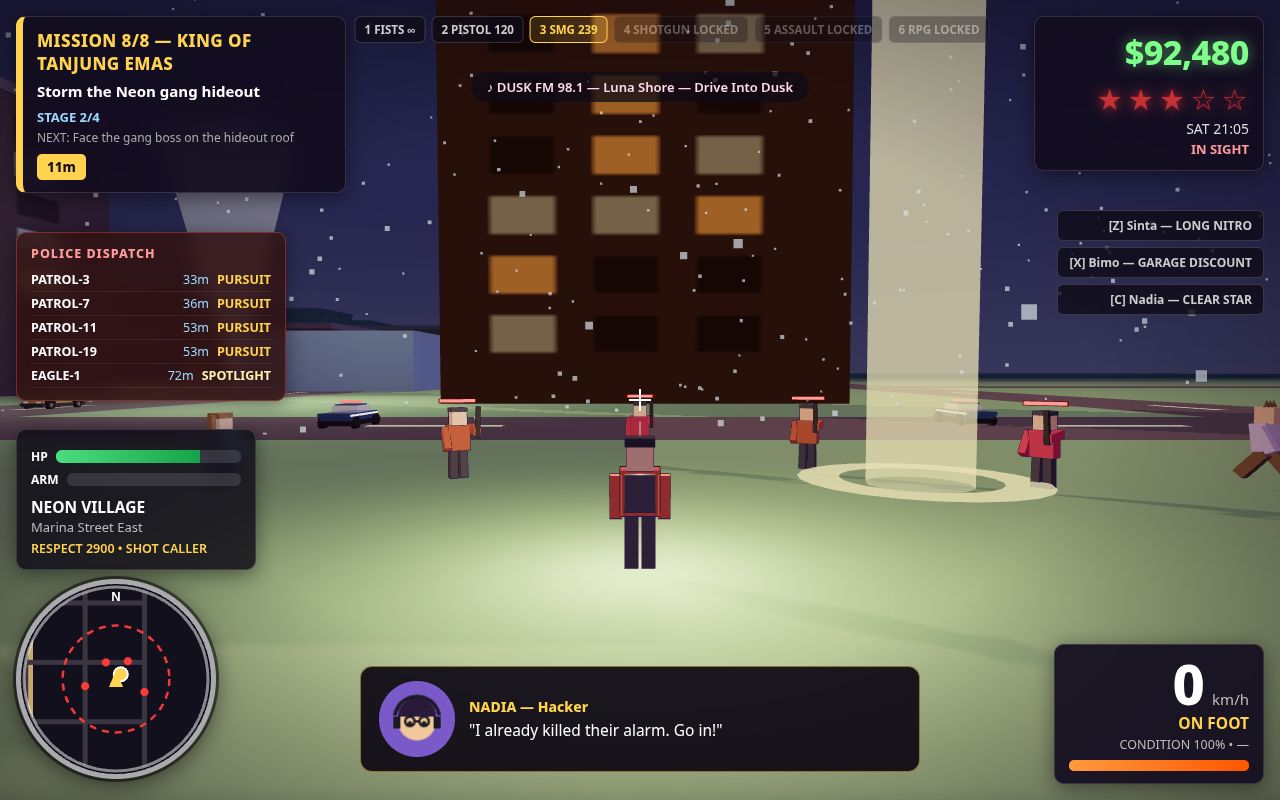 MISSION 8/8 — KING OF
TANJUNG EMAS
Storm the Neon gang hideout
STAGE 2/4
NEXT: Face the gang boss on the hideout roof
11m
1 FISTS ∞
2 PISTOL 120
3 SMG 239
4 SHOTGUN LOCKED
5 ASSAULT LOCKED
6 RPG LOCKED
♪ DUSK FM 98.1 — Luna Shore — Drive Into Dusk
$92,480
★ ★ ★ ☆ ☆
SAT 21:05
IN SIGHT
[Z] Sinta — LONG NITRO
[X] Bimo — GARAGE DISCOUNT
[C] Nadia — CLEAR STAR
POLICE DISPATCH
PATROL-3 33m PURSUIT
PATROL-7 36m PURSUIT
PATROL-11 53m PURSUIT
PATROL-19 53m PURSUIT
EAGLE-1 72m SPOTLIGHT
HP
ARM
NEON VILLAGE
Marina Street East
RESPECT 2900 • SHOT CALLER
N
NADIA — Hacker
"I already killed their alarm. Go in!"
0 km/h
ON FOOT
CONDITION 100% • —